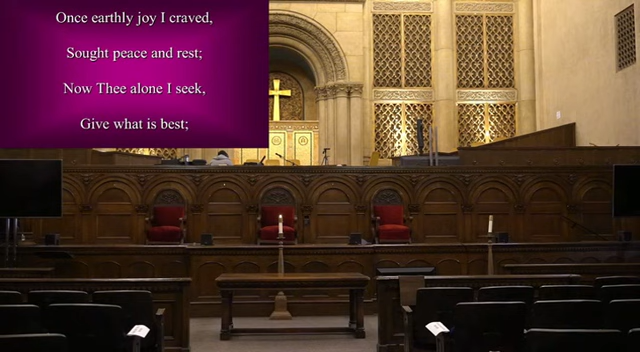 Once earthly joy I craved,
Sought peace and rest;
Now Thee alone I seek,
Give what is best;